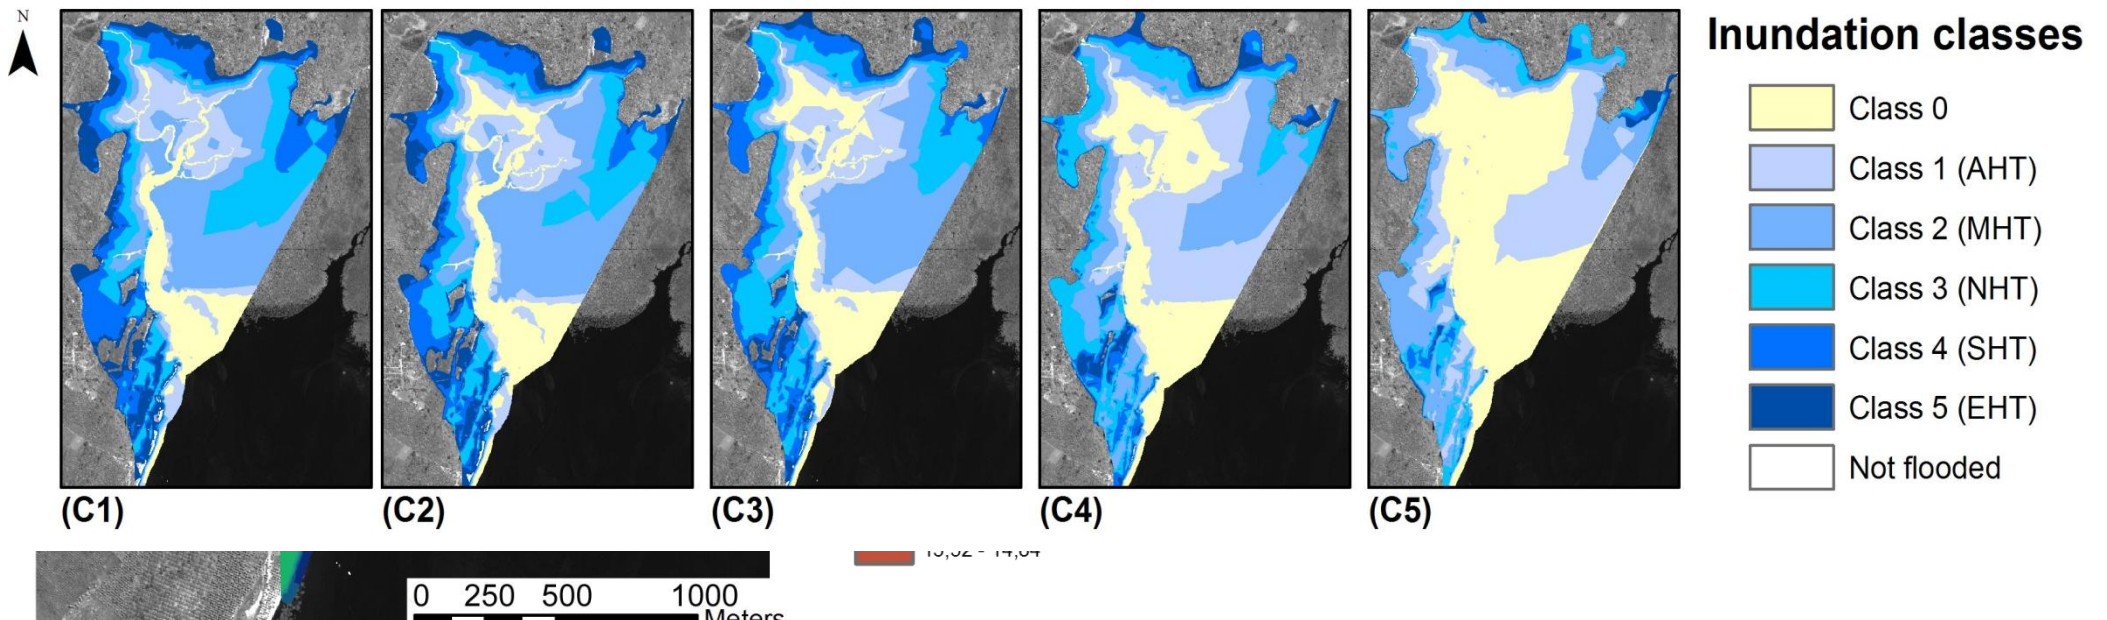 N
Inundation classes
Class 0
Class 1 (AHT)
Class 2 (MHT)
Class 3 (NHT)
Class 4 (SHT)
Class 5 (EHT)
Not flooded
(C1) (C2) (C3) (C4) (C5)
0 250 500 1000
Meters